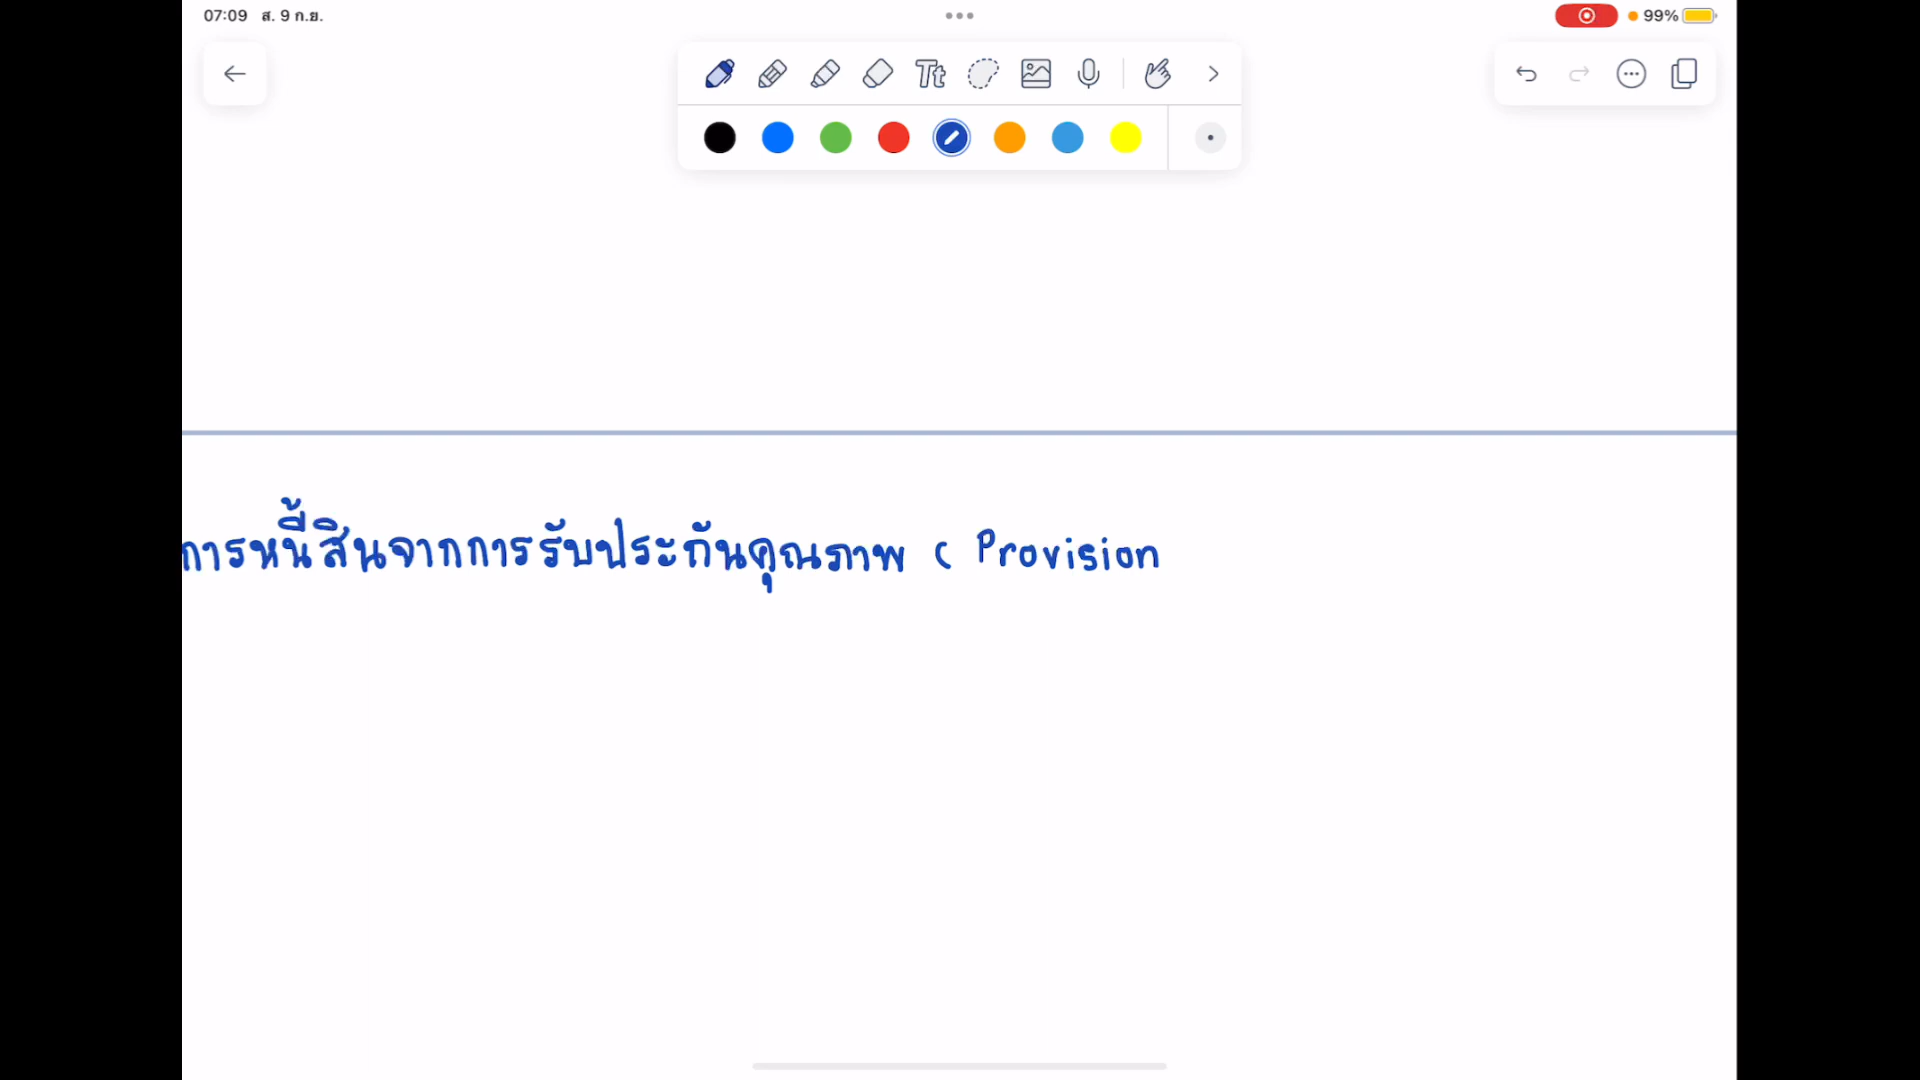 07:09 ส. 9 ก.ย.
99%
Tt
การหนี้สินจากการรับประกันคุณภาพ ( Provision